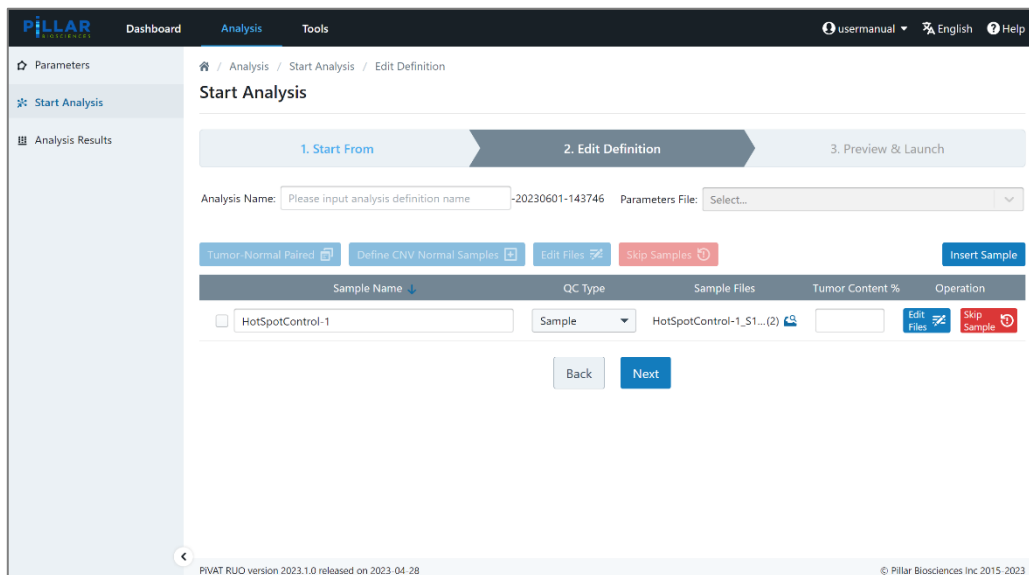 PiLLAR
BIOSCIENCES
Dashboard
Analysis
Tools
usermanual
English
Help
Parameters
Start Analysis
Analysis Results
/ Analysis / Start Analysis / Edit Definition
Start Analysis
1. Start From
2. Edit Definition
3. Preview & Launch
Analysis Name: Please input analysis definition name -20230601-143746 Parameters File: Select...
Tumor-Normal Paired
Define CNV Normal Samples
Edit Files
Skip Samples
Insert Sample
Sample Name QC Type Sample Files Tumor Content % Operation
HotSpotControl-1 Sample HotSpotControl-1_S1...(2)
Edit
Files
Skip
Sample
Back
Next
PiVAT RUO version 2023.1.0 released on 2023-04-28
© Pillar Biosciences Inc 2015-2023